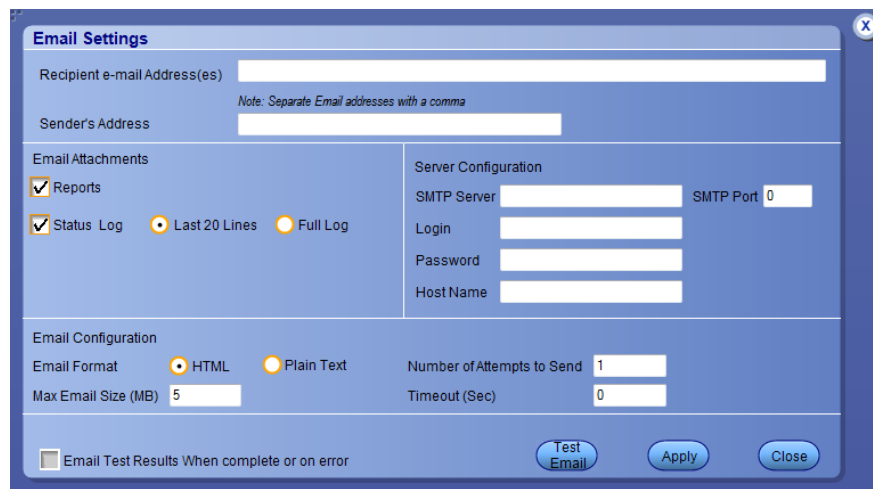 X
Email Settings
Recipient e-mail Address(es)
Note: Separate Email addresses with a comma
Sender's Address
Email Attachments
Reports
Status Log Last 20 Lines Full Log
Server Configuration
SMTP Server SMTP Port 0
Login
Password
Host Name
Email Configuration
Email Format HTML Plain Text
Max Email Size (MB) 5
Number of Attempts to Send 1
Timeout (Sec) 0
Email Test Results When complete or on error
Test
Email
Apply
Close